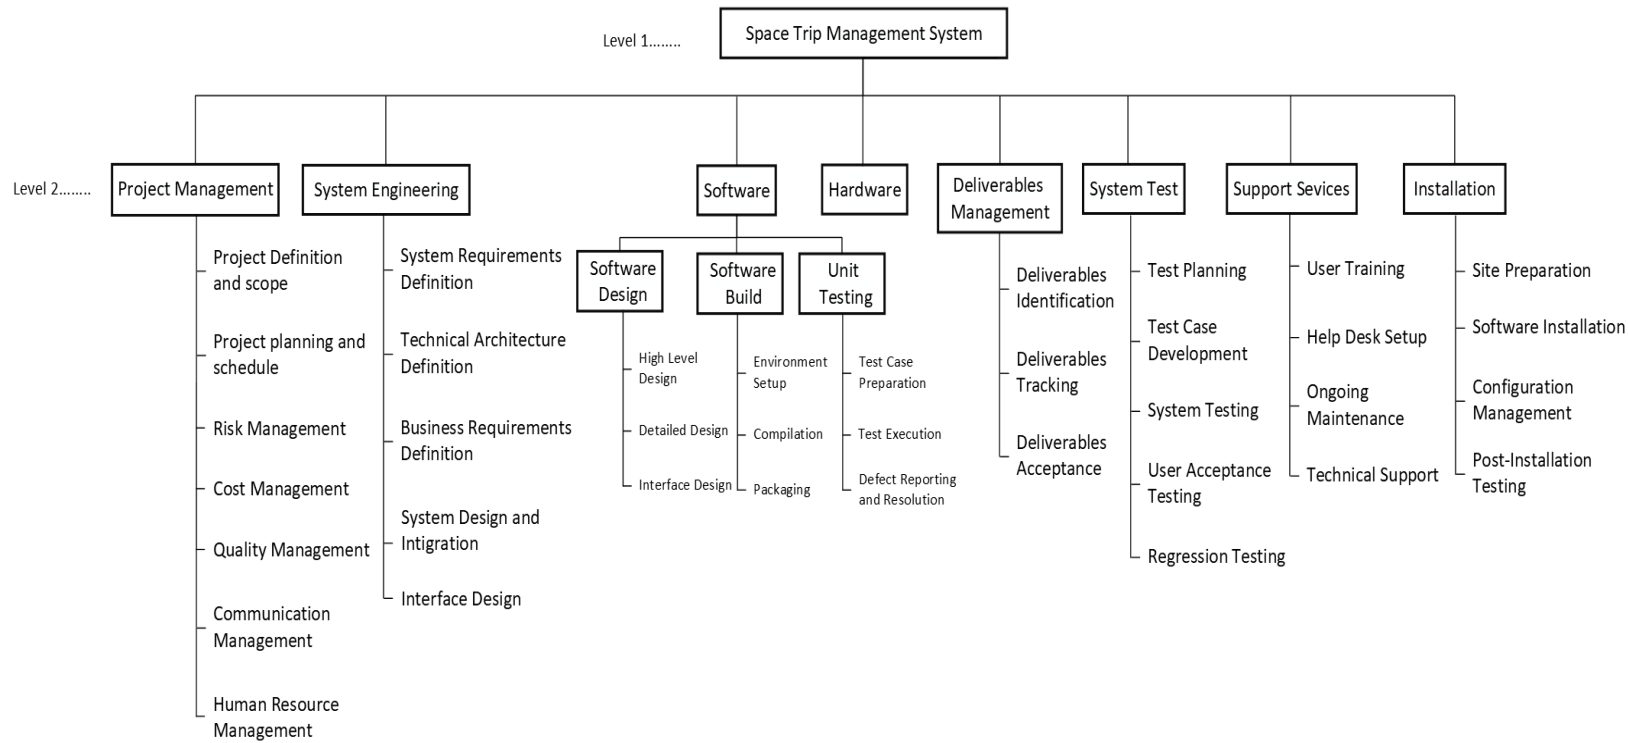 Space Trip Management System
Level 1........
Level 2........
Project Management
System Engineering
Software
Hardware
Deliverables
Management
System Test
Support Sevices
Installation
Project Definition
and scope
Project planning and
schedule
Risk Management
Cost Management
Quality Management
Communication
Management
Human Resource
Management
System Requirements
Definition
Technical Architecture
Definition
Business Requirements
Definition
System Design and
Intigration
Interface Design
Software
Design
High Level
Design
Detailed Design
Interface Design
Software
Build
Environment
Setup
Compilation
Packaging
Unit
Testing
Test Case
Preparation
Test Execution
Defect Reporting
and Resolution
Deliverables
Identification
Deliverables
Tracking
Deliverables
Acceptance
Test Planning
Test Case
Development
System Testing
User Acceptance
Testing
Regression Testing
User Training
Help Desk Setup
Ongoing
Maintenance
Technical Support
Site Preparation
Software Installation
Configuration
Management
Post-Installation
Testing